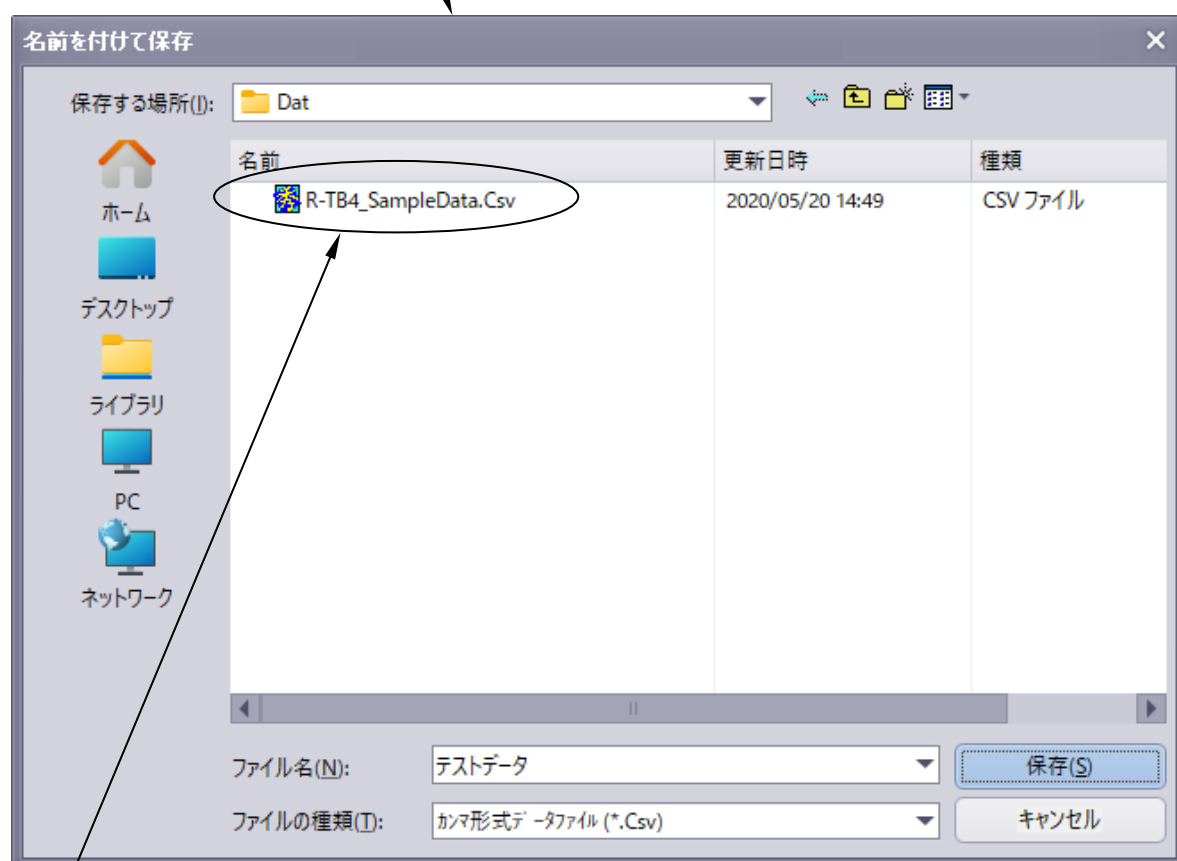 名前を付けて保存
保存する場所(I): Dat
名前 更新日時 種類
R-TB4_SampleData.Csv 2020/05/20 14:49 CSV ファイル
ホーム
デスクトップ
ライブラリ
PC
ネットワーク
ファイル名(N): テストデータ 保存(S)
ファイルの種類(T): ｶﾝﾏ形式ﾃﾞｰﾀﾌｧｲﾙ (*.Csv) キャンセル